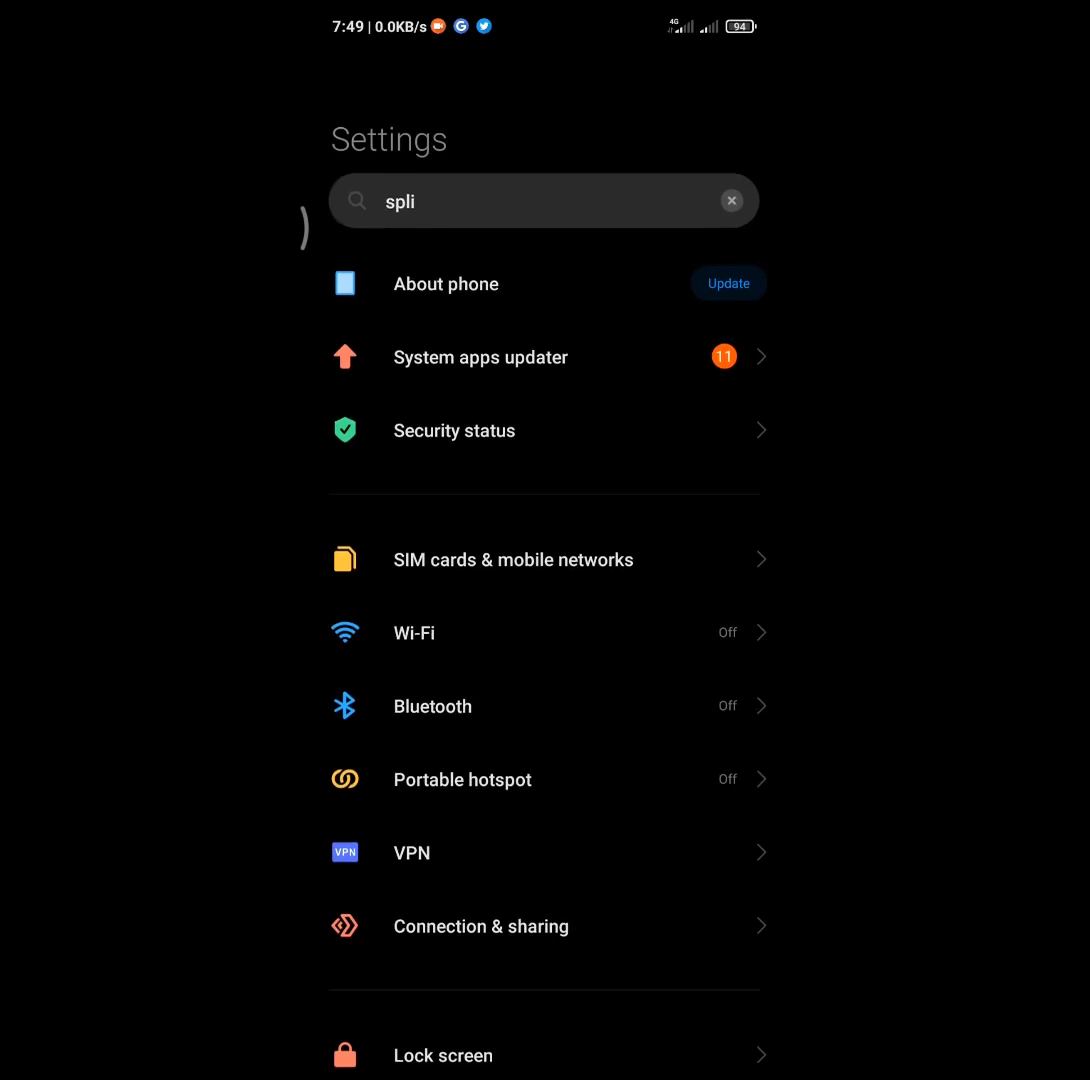 7:49 | 0.0KB/s G 4G 94
Settings
spli
About phone Update
System apps updater 11
Security status
SIM cards & mobile networks
Wi-Fi Off
Bluetooth Off
Portable hotspot Off
VPN VPN
Connection & sharing
Lock screen